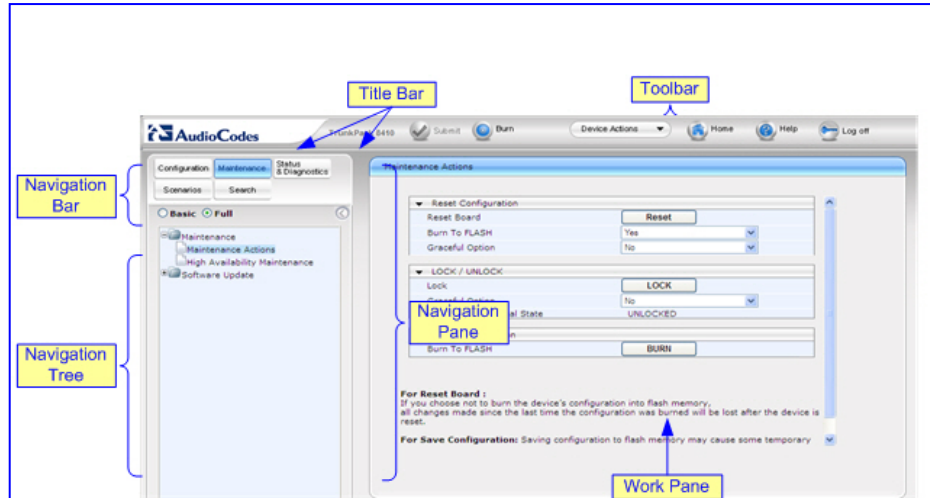 Title Bar
Toolbar
AudioCodes
Submit
Burn
Device Actions
Home
Help
Log off
Navigation
Bar
Configuration
Maintenance
Status
& Diagnostics
Scenarios
Search
Basic
Full
Maintenance Actions
Maintenance
Maintenance Actions
High Availability Maintenance
Software Update
Navigation
Tree
Reset Configuration
Reset Board
Reset
Burn To FLASH
Yes
Graceful Option
No
LOCK / UNLOCK
Lock
LOCK
Graceful Option
No
State
UNLOCKED
Navigation
Pane
Burn To FLASH
BURN
For Reset Board :
If you choose not to burn the device's configuration into flash memory,
all changes made since the last time the configuration was burned will be lost after the device is
reset.
For Save Configuration: Saving configuration to flash memory may cause some temporary
Work Pane